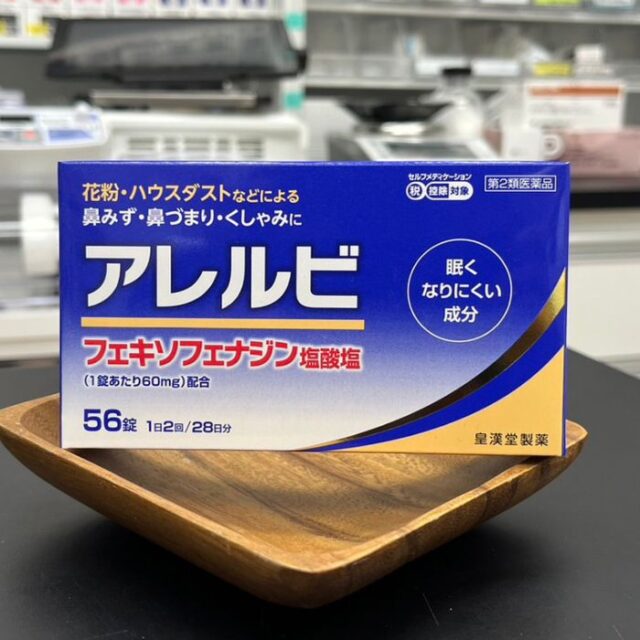 花粉・ハウスダストなどによる
鼻みず・鼻づまり・くしゃみに
セルフメディケーション
税 控除 対象
第2類医薬品
アレルビ
眠く
なりにくい
成分
フェキソフェナジン塩酸塩
(1錠あたり60mg)配合
56錠 1日2回/28日分
皇漢堂製薬